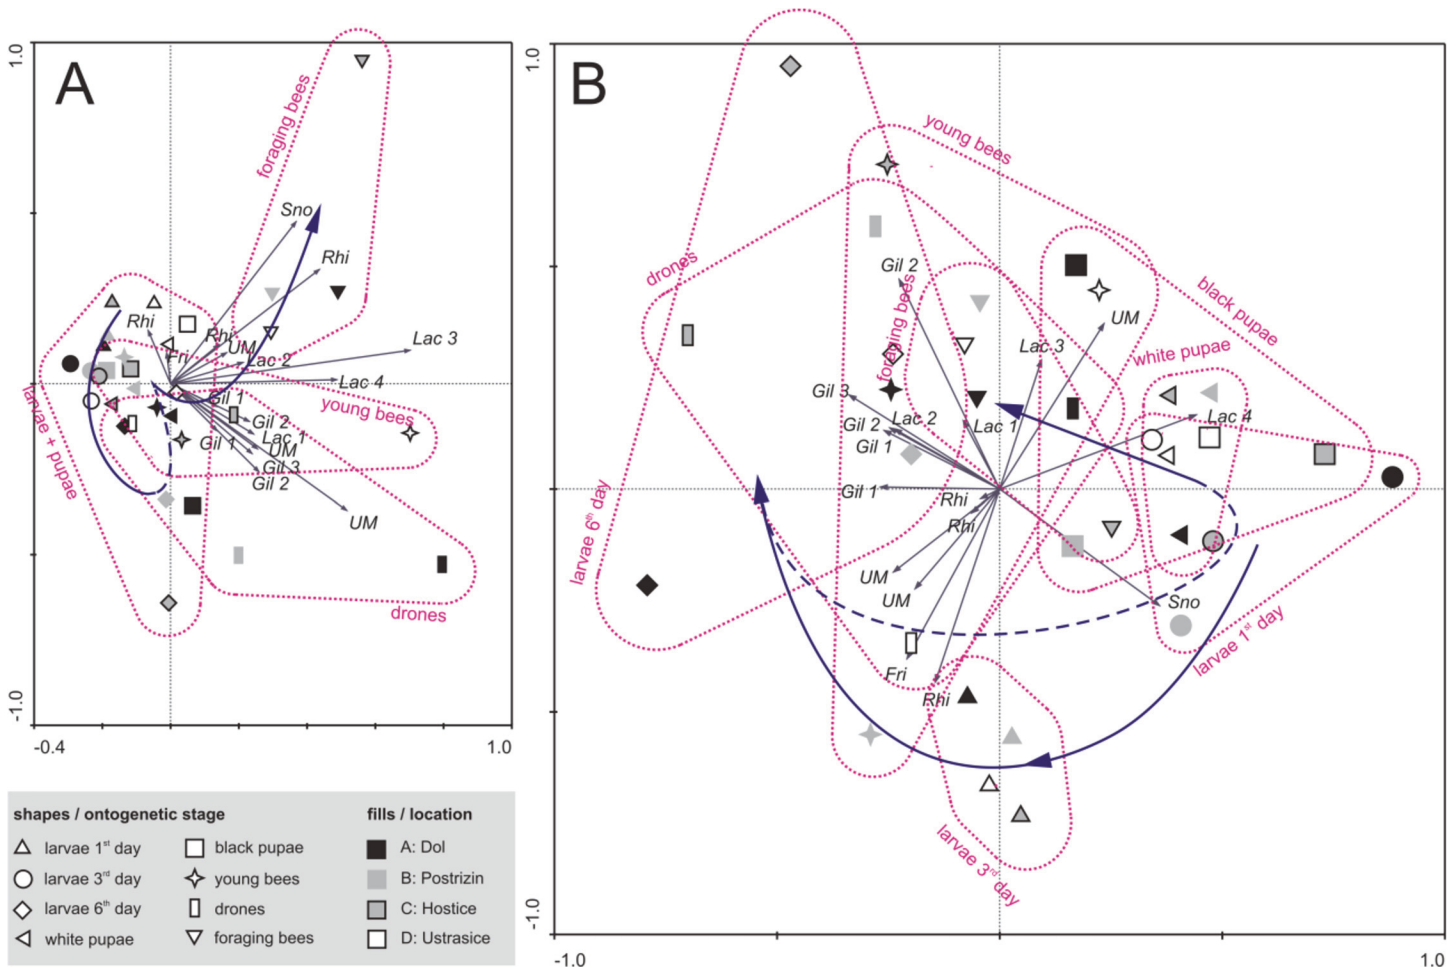 A
1.0
-1.0
-0.4
1.0
foraging bees
Sno
Rhi
Rhi
Rhi
UM
Fri
Lac 2
Lac 3
Lac 4
young bees
Gil 1
Gil 2
Gil 1
Lac 1
UM
Gil 3
Gil 2
UM
larvae + pupae
drones
B
1.0
-1.0
-1.0
1.0
young bees
drones
Gil 2
foraging bees
black pupae
UM
Lac 3
white pupae
Gil 3
Lac 2
Gil 2
Lac 1
Gil 1
Lac 4
Gil 1
Rhi
Rhi
larvae 6th day
UM
UM
Sno
larvae 1st day
Fri
Rhi
larvae 3rd day
shapes / ontogenetic stage
larvae 1st day
larvae 3rd day
larvae 6th day
white pupae
black pupae
young bees
drones
foraging bees
fills / location
A: Dol
B: Postrizin
C: Hostice
D: Ustrasice